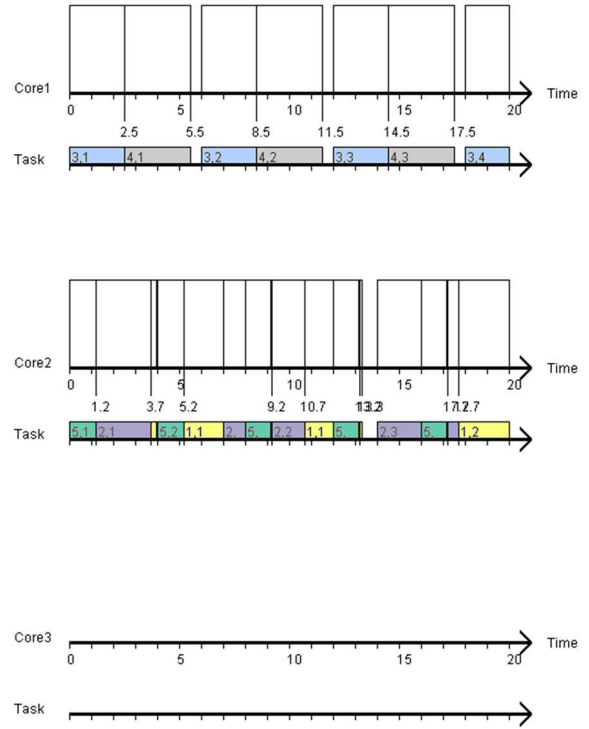 Core1
0 5 10 15 20 Time
2.5 5.5 8.5 11.5 14.5 17.5
Task 3,1 4,1 3,2 4,2 3,3 4,3 3,4
Core2
0 5 10 15 20 Time
1.2 3.7 5.2 9.2 10.7
Task 5,1 2,1 5,2 1,1 2. 5. 2.2 1,1 5. 2.3 5. 1,2
Core3
0 5 10 15 20 Time
Task